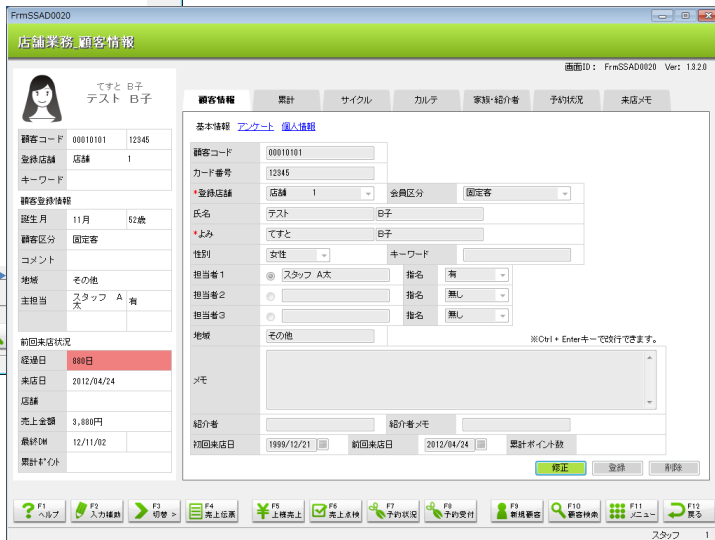 FrmSSAD0020
店舗業務_顧客情報
画面ID： FrmSSAD0020 Ver: 1.9.2.0
てすと B子
テスト B子
顧客コード 00010101 12345
登録店舗 店舗 1
キーワード
顧客登録情報
誕生月 11月 52歳
顧客区分 固定客
コメント
地域 その他
主担当 スタッフ A太 有
前回来店状況
経過日 880日
来店日 2012/04/24
店舗
売上金額 3,880円
最終DM 12/11/02
累計ポイント
顧客情報 累計 サイクル カルテ 家族・紹介者 予約状況 来店メモ
基本情報 アンケート 個人情報
顧客コード 00010101
カード番号 12345
*登録店舗 店舗 1 会員区分 固定客
氏名 テスト B子
*よみ てすと B子
性別 女性 キーワード
担当者1 スタッフ A太 指名 有
担当者2 指名 無し
担当者3 指名 無し
地域 その他 ※Ctrl + Enterキーで改行できます。
メモ
紹介者 紹介者メモ
初回来店日 1999/12/21 前回来店日 2012/04/24 累計ポイント数
修正 登録 削除
F1 ヘルプ F2 入力補助 F3 切替 > F4 売上伝票 F5 上様売上 F6 売上点検 F7 予約状況 F8 予約受付 F9 新規顧客 F10 顧客検索 F11 メニュー F12 戻る
スタッフ 1